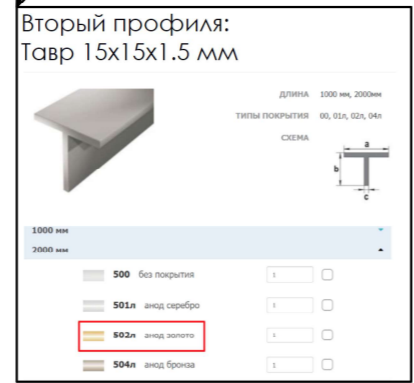 Второй профиля:
Тавр 15х15х1.5 мм
ДЛИНА 1000 мм, 2000мм
ТИПЫ ПОКРЫТИЯ 00, 01л, 02л, 04л
СХЕМА
a
b
c
1000 мм
2000 мм
500 без покрытия 1
501л анод серебро 1
502л анод золото 1
504л анод бронза 1